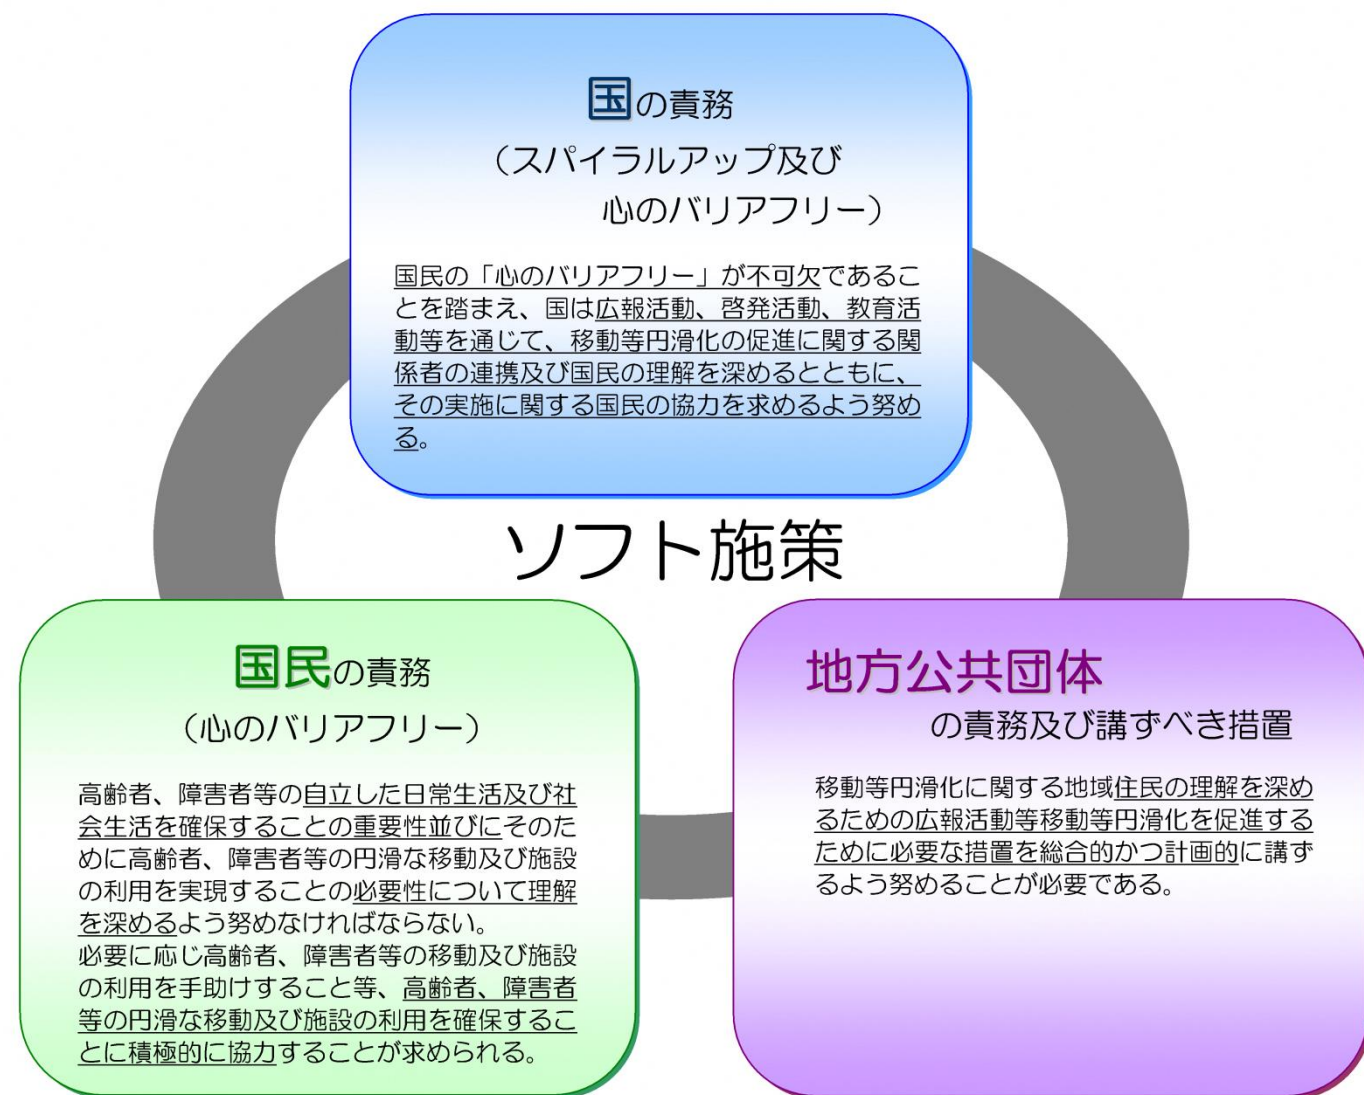 国の責務
（スパイラルアップ及び
心のバリアフリー）
国民の「心のバリアフリー」が不可欠であるこ
とを踏まえ、国は広報活動、啓発活動、教育活
動等を通じて、移動等円滑化の促進に関する関
係者の連携及び国民の理解を深めるとともに、
その実施に関する国民の協力を求めるよう努め
る。
ソフト施策
国民の責務
（心のバリアフリー）
高齢者、障害者等の自立した日常生活及び社
会生活を確保することの重要性並びにそのた
めに高齢者、障害者等の円滑な移動及び施設
の利用を実現することの必要性について理解
を深めるよう努めなければならない。
必要に応じ高齢者、障害者等の移動及び施設
の利用を手助けすること等、高齢者、障害者
等の円滑な移動及び施設の利用を確保するこ
とに積極的に協力することが求められる。
地方公共団体
の責務及び講ずべき措置
移動等円滑化に関する地域住民の理解を深め
るための広報活動等移動等円滑化を促進する
ために必要な措置を総合的かつ計画的に講ず
るよう努めることが必要である。